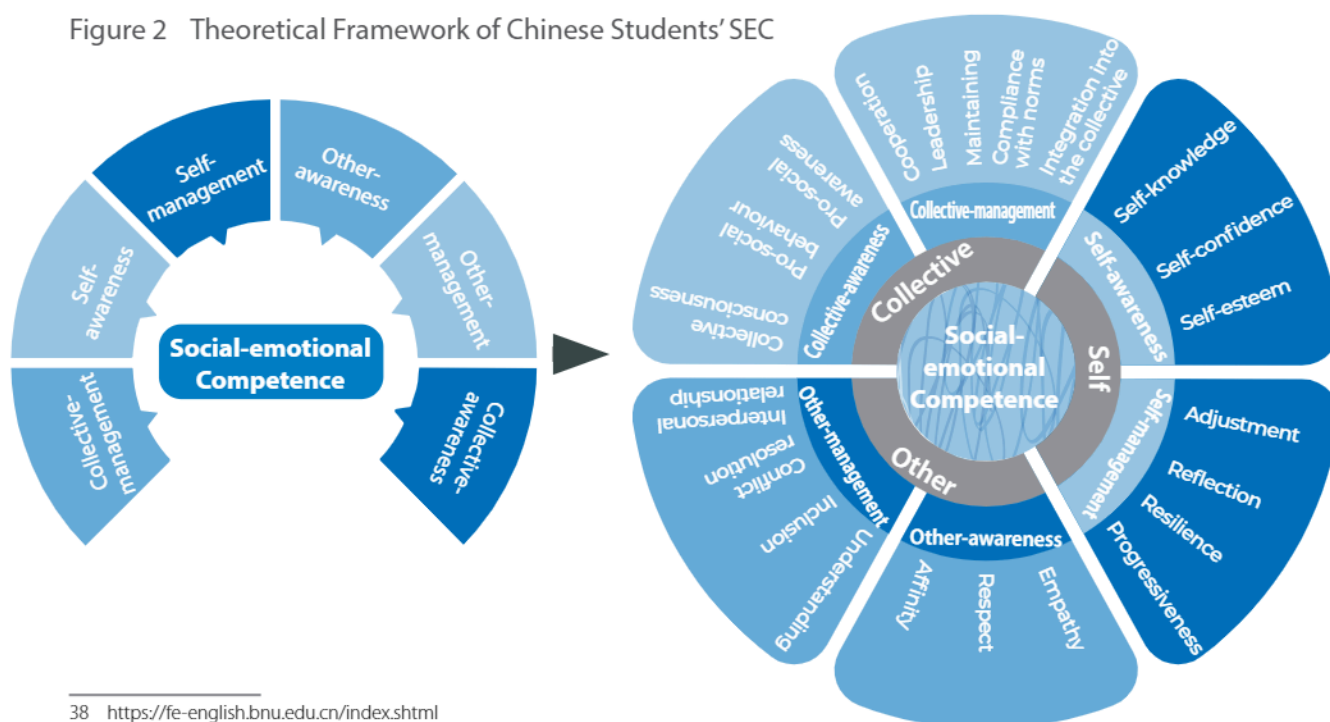 Figure 2 Theoretical Framework of Chinese Students' SEC
Collective-
management
Self-
awareness
Self-
management
Other-
awareness
Other-
management
Collective-
awareness
Social-emotional
Competence
Social-
emotional
Competence
Collective
Self
Other
Collective-management
Cooperation
Leadership
Maintaining
Compliance
with norms
Integration into
the collective
Self-awareness
Self-knowledge
Self-confidence
Self-esteem
Self-management
Adjustment
Reflection
Resilience
Progressiveness
Other-awareness
Empathy
Respect
Affinity
Other-management
Understanding
Inclusion
Conflict
resolution
Interpersonal
relationship
Collective-awareness
Collective
consciousness
Pro-social
behaviour
Pro-social
awareness
38 https://fe-english.bnu.edu.cn/index.shtml